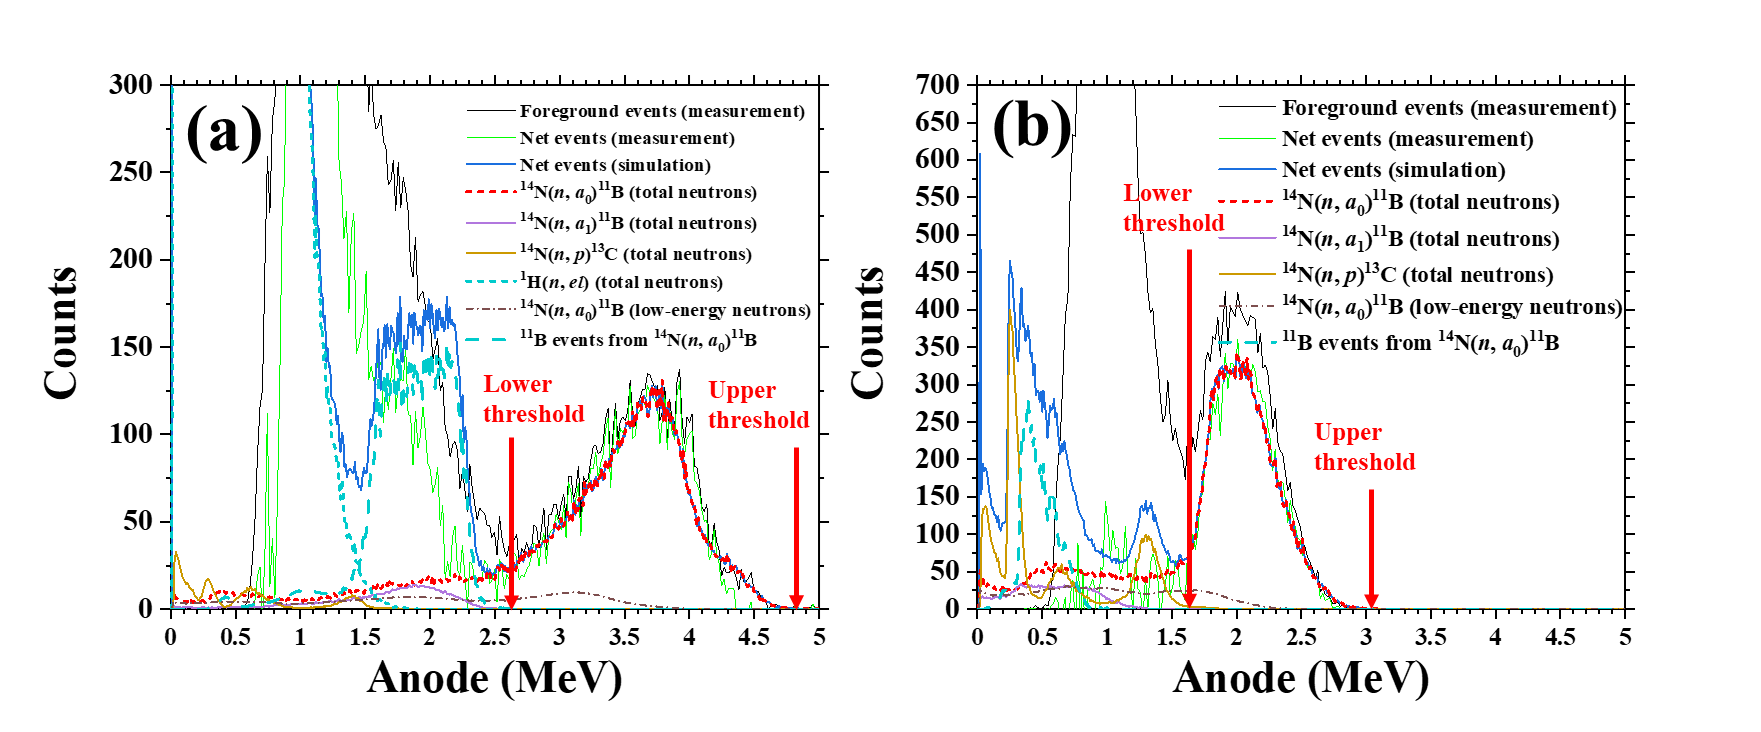 (a)
300
250
200
150
100
50
0
Counts
Foreground events (measurement)
Net events (measurement)
Net events (simulation)
¹⁴N(n, a₀)¹¹B (total neutrons)
¹⁴N(n, a₁)¹¹B (total neutrons)
¹⁴N(n, p)¹³C (total neutrons)
¹H(n, el) (total neutrons)
¹⁴N(n, a₀)¹¹B (low-energy neutrons)
¹¹B events from ¹⁴N(n, a₀)¹¹B
Lower
threshold
Upper
threshold
0 0.5 1 1.5 2 2.5 3 3.5 4 4.5 5
Anode (MeV)
(b)
700
650
600
550
500
450
400
350
300
250
200
150
100
50
0
Counts
Foreground events (measurement)
Net events (measurement)
Net events (simulation)
¹⁴N(n, a₀)¹¹B (total neutrons)
¹⁴N(n, a₁)¹¹B (total neutrons)
¹⁴N(n, p)¹³C (total neutrons)
¹⁴N(n, a₀)¹¹B (low-energy neutrons)
¹¹B events from ¹⁴N(n, a₀)¹¹B
Lower
threshold
Upper
threshold
0 0.5 1 1.5 2 2.5 3 3.5 4 4.5 5
Anode (MeV)